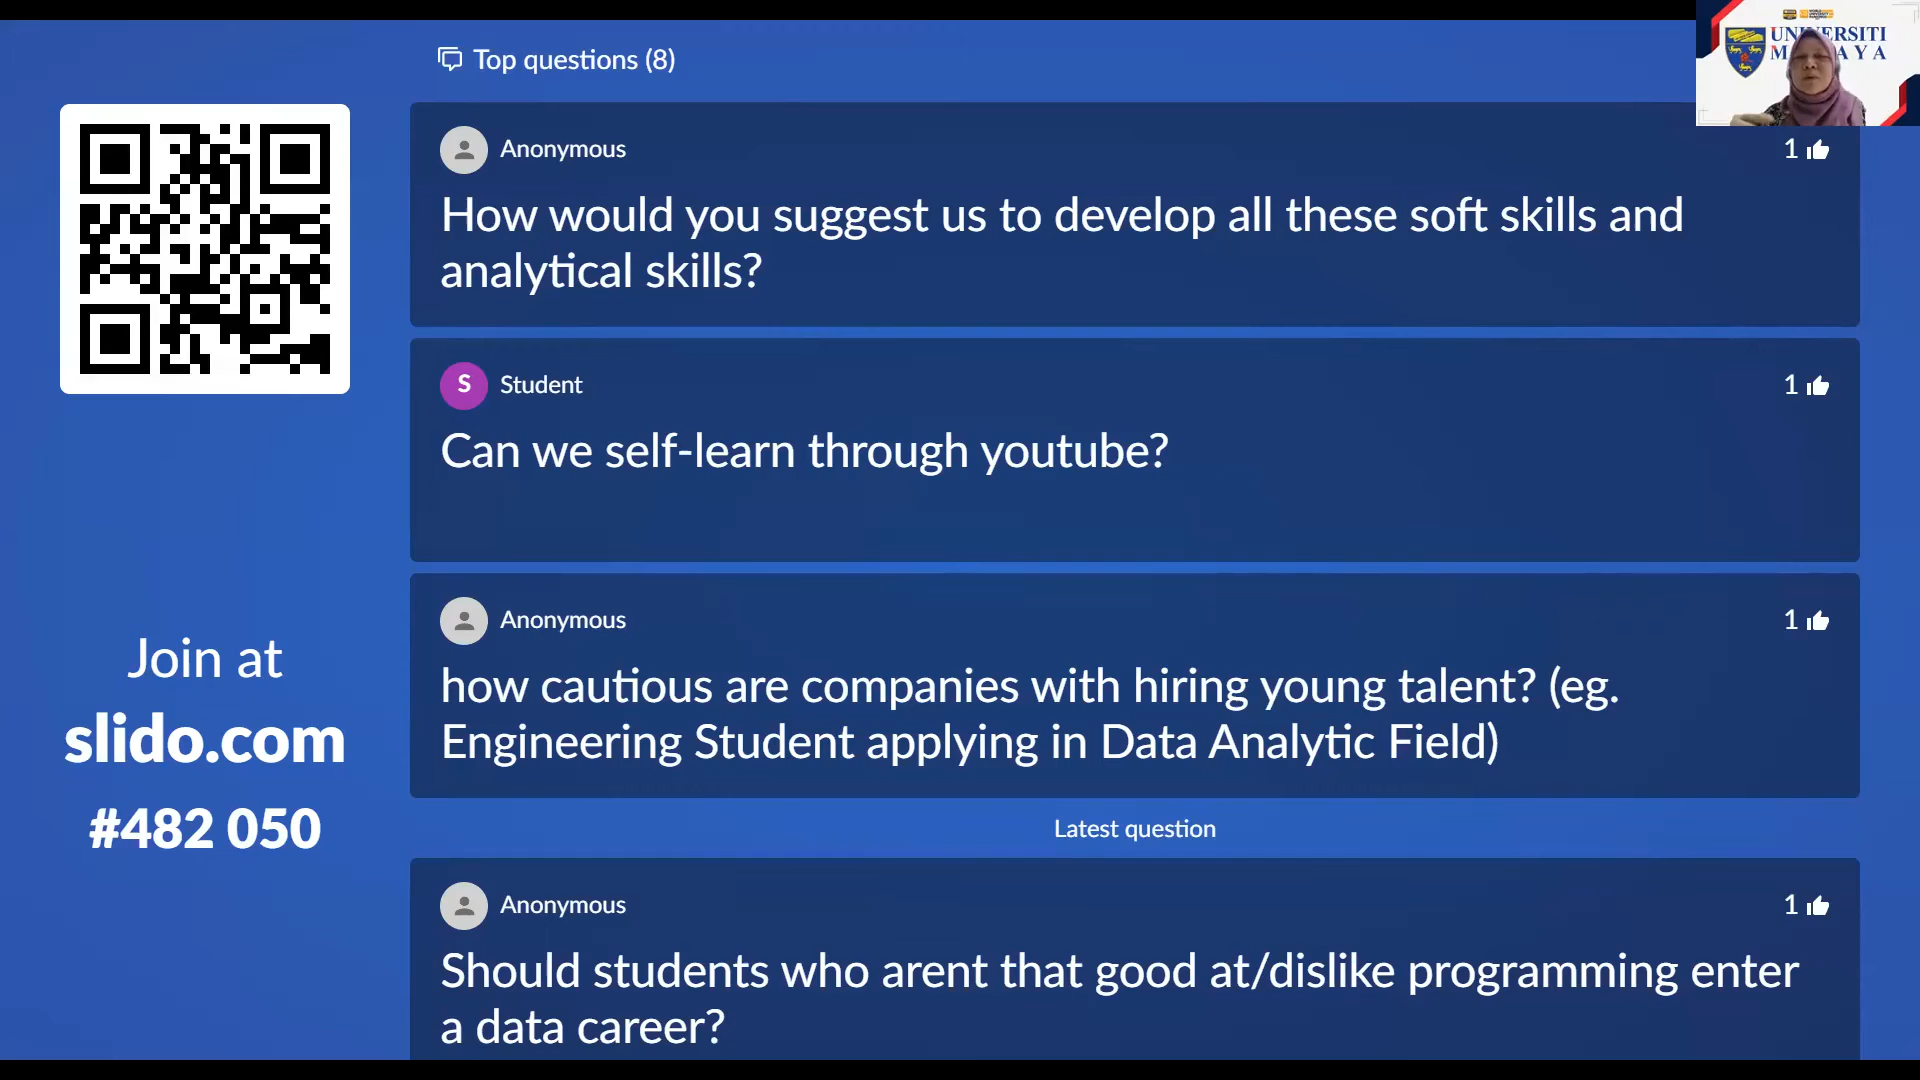 Top questions (8)
UNIVERSITI
Anonymous
1
How would you suggest us to develop all these soft skills and
analytical skills?
S
Student
1
Can we self-learn through youtube?
Anonymous
1
how cautious are companies with hiring young talent? (eg.
Engineering Student applying in Data Analytic Field)
Join at
slido.com
#482 050
Latest question
Anonymous
1
Should students who arent that good at/dislike programming enter
a data career?